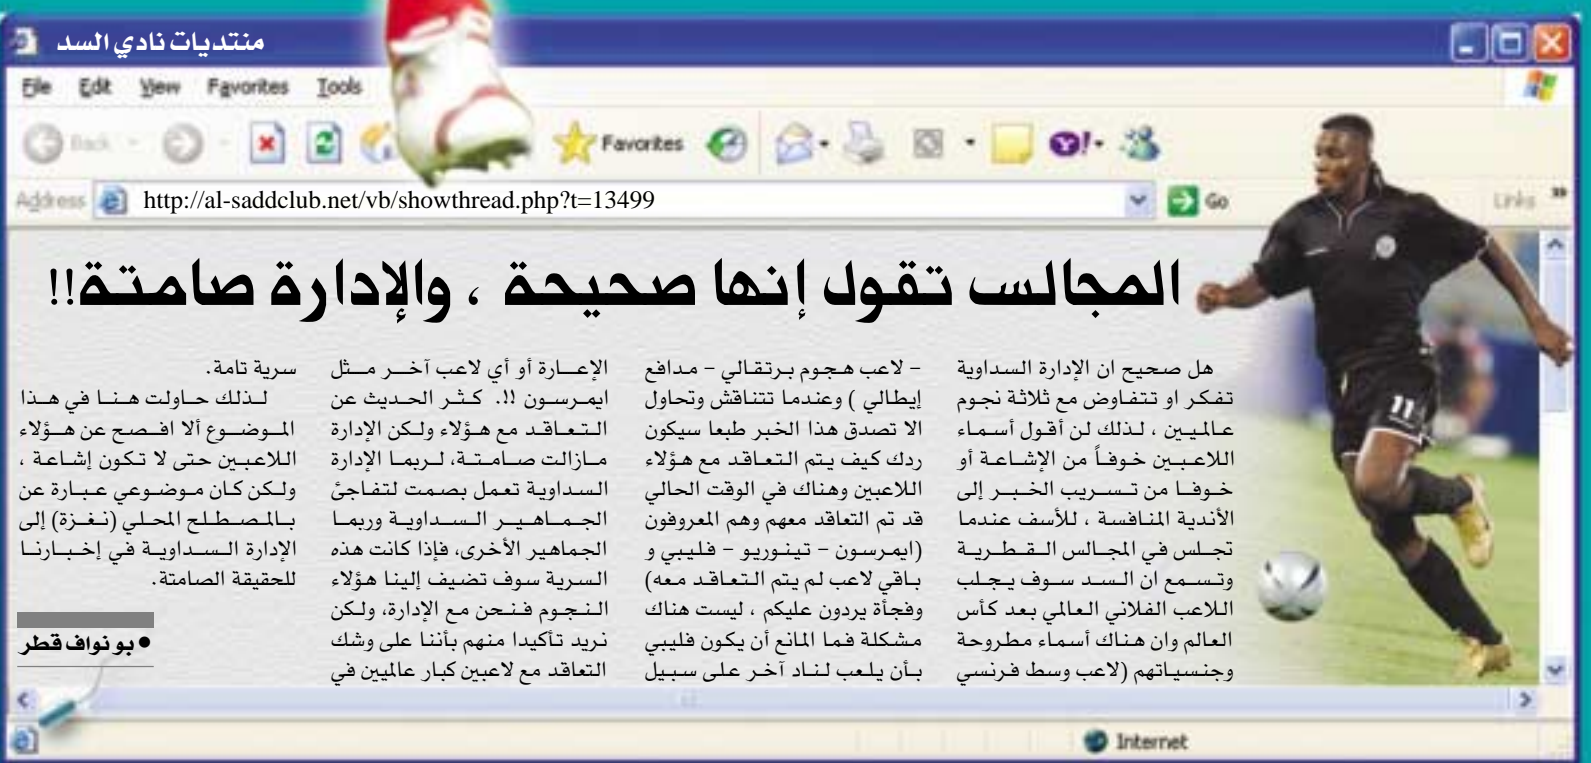 منتديات نادي السد
File Edit View Favorites Tools
Back Favorites
Address http://al-saddclub.net/vb/showthread.php?t=13499 Go Links
المجالس تقول إنها صحيحة ، والإدارة صامتة!!
هل صحيح ان الإدارة السداوية
تفكر او تتفاوض مع ثلاثة نجوم
عالميين ، لذلك لن أقول أسماء
اللاعبين خوفاً من الإشاعة أو
خوفا من تسريب الخبر إلى
الأندية المنافسة ، للأسف عندما
تجلس في المجالس القطرية
وتسمع ان السد سوف يجلب
اللاعب الفلاني العالمي بعد كأس
العالم وان هناك أسماء مطروحة
وجنسياتهم (لاعب وسط فرنسي
- لاعب هجوم برتقالي - مدافع
إيطالي ) وعندما تتناقش وتحاول
الا تصدق هذا الخبر طبعا سيكون
ردك كيف يتم التعاقد مع هؤلاء
اللاعبين وهناك في الوقت الحالي
قد تم التعاقد معهم وهم المعروفون
(ايمرسون - تينوريو - فليبي و
باقي لاعب لم يتم التعاقد معه)
وفجأة يردون عليكم ، ليست هناك
مشكلة فما المانع أن يكون فليبي
بأن يلعب لناد آخر على سبيل
الإعارة أو أي لاعب آخر مثل
ايمرسون !!. كثر الحديث عن
التعاقد مع هؤلاء ولكن الإدارة
مازالت صامتة، لربما الإدارة
السداوية تعمل بصمت لتفاجئ
الجماهير السداوية وربما
الجماهير الأخرى، فإذا كانت هذه
السرية سوف تضيف إلينا هؤلاء
النجوم فنحن مع الإدارة، ولكن
نريد تأكيدا منهم بأننا على وشك
التعاقد مع لاعبين كبار عالميين في
سرية تامة.
لذلك حاولت هنا في هذا
الموضوع ألا افصح عن هؤلاء
اللاعبين حتى لا تكون إشاعة ،
ولكن كان موضوعي عبارة عن
بالمصطلح المحلي (نغزة) إلى
الإدارة السداوية في إخبارنا
للحقيقة الصامتة.
● بو نواف قطر
11
Internet